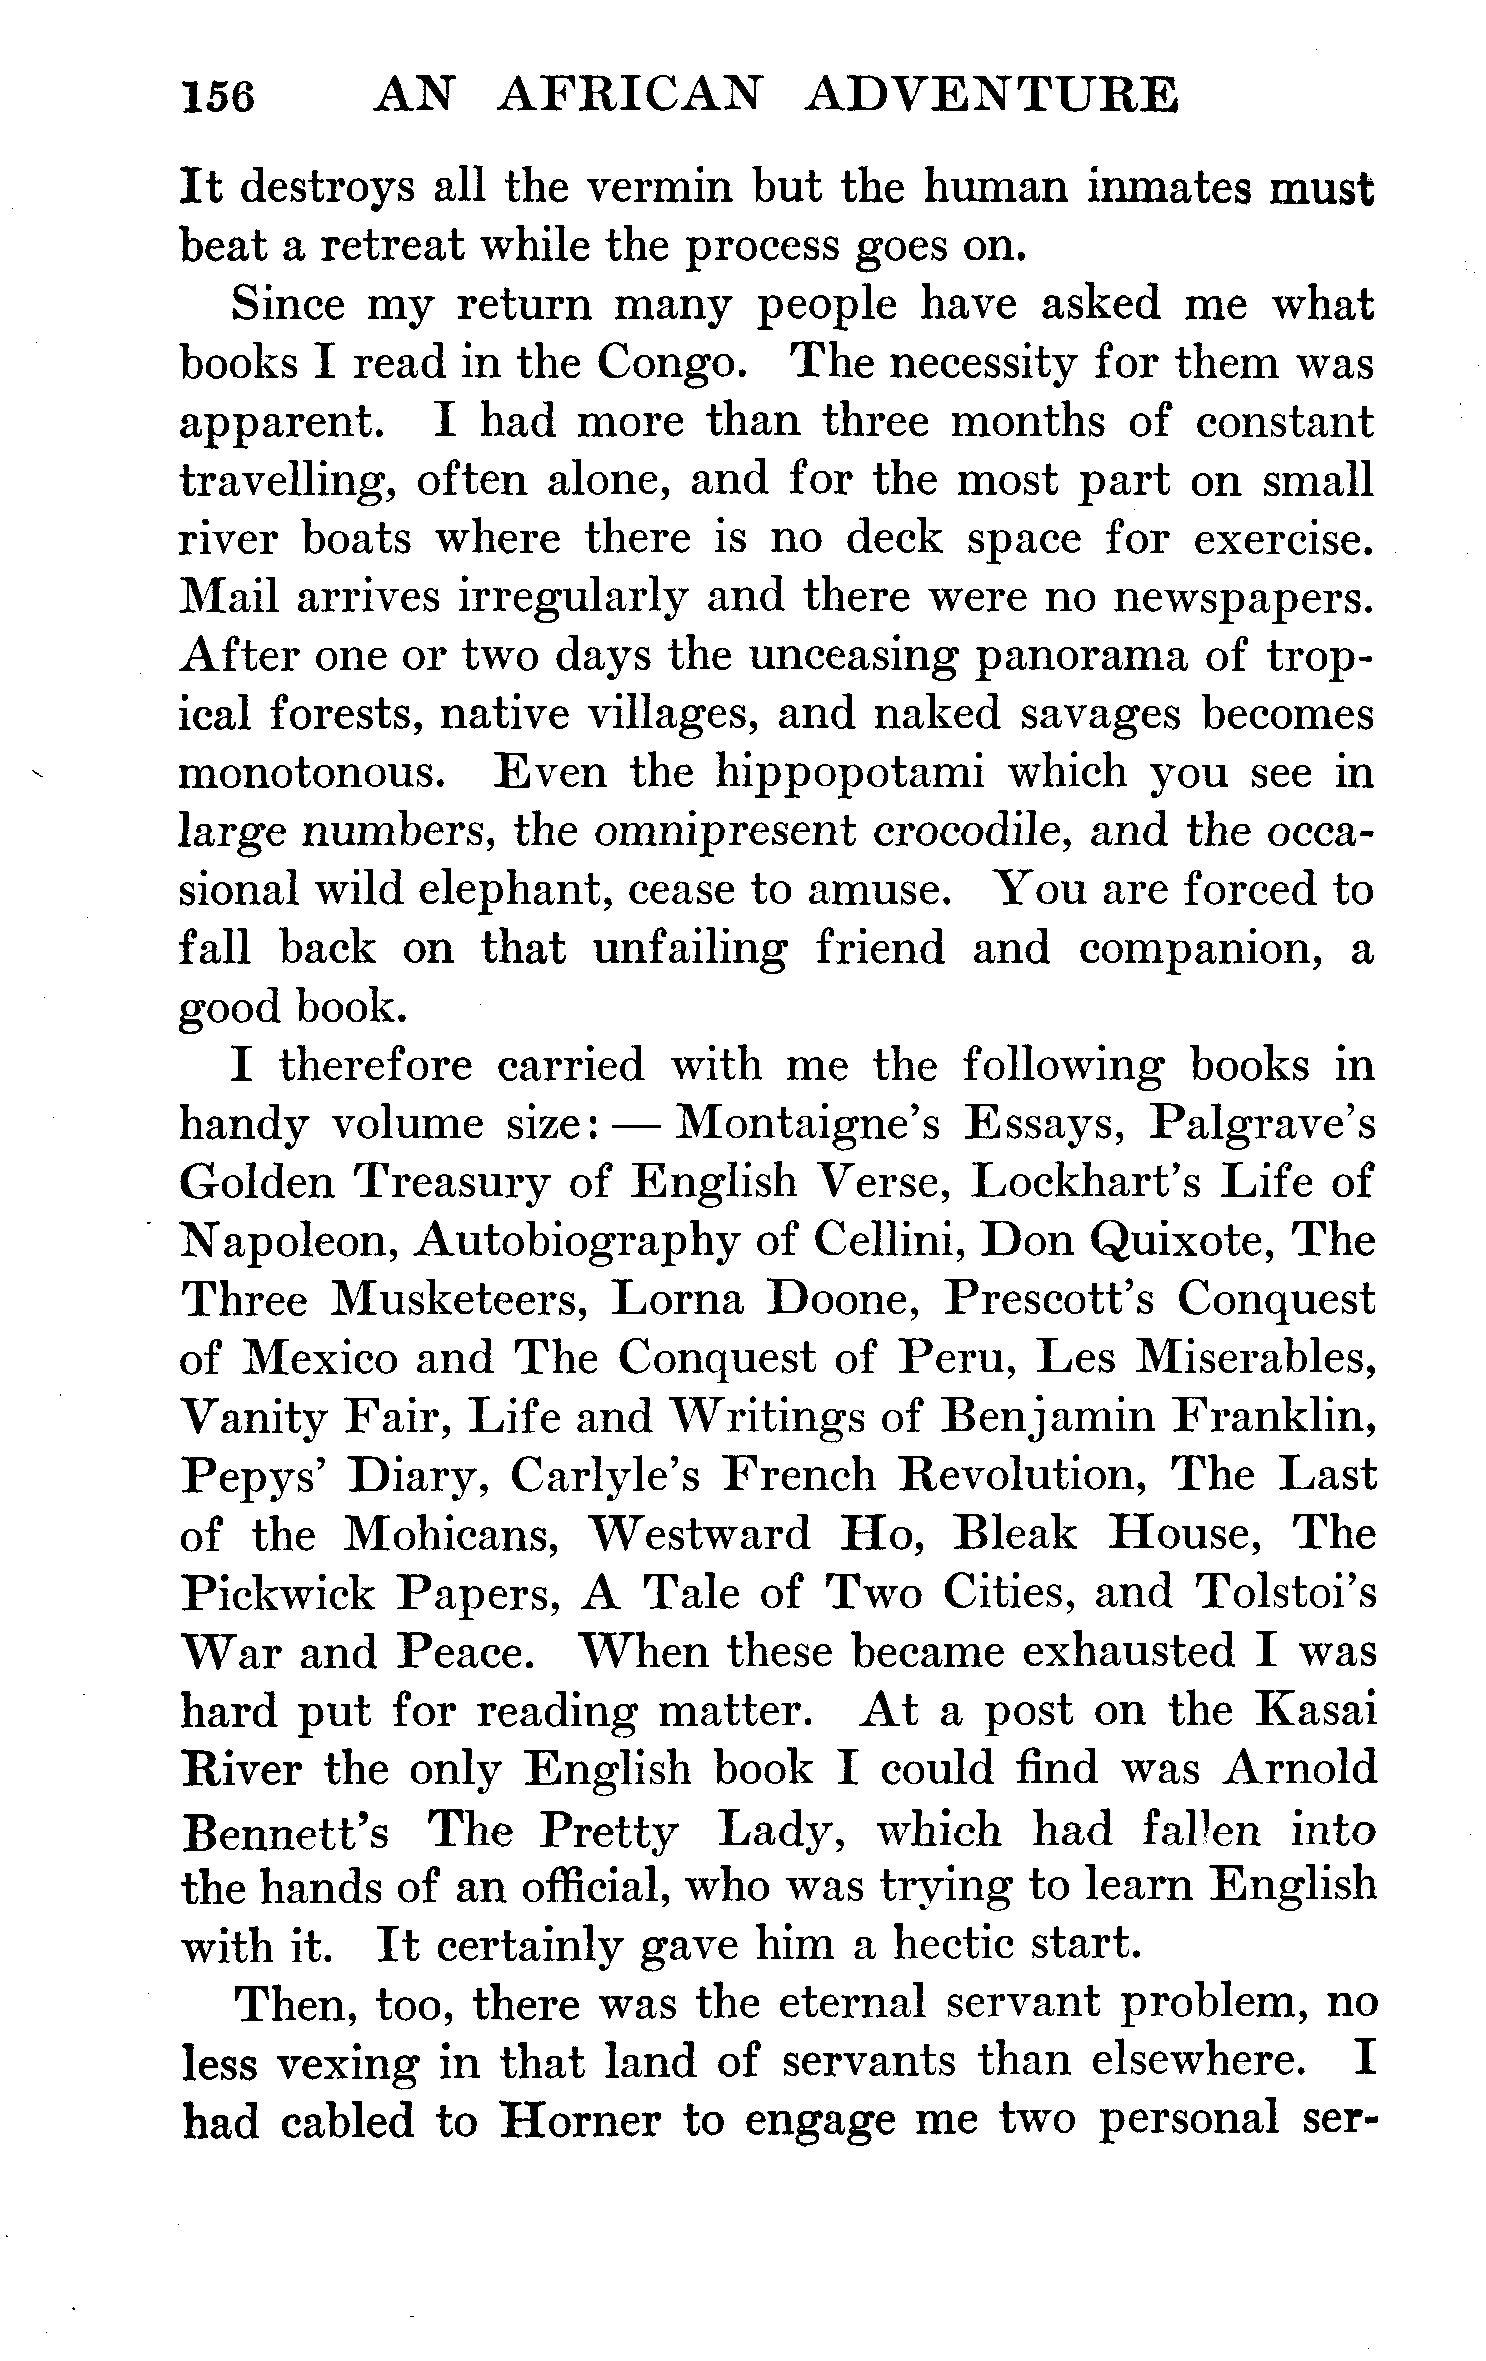 156 AN AFRICAN ADVENTURE
It destroys all the vermin but the human inmates must
beat a retreat while the process goes on.
Since my return many people have asked me what
books I read in the Congo. The necessity for them was
apparent. I had more than three months of constant
travelling, often alone, and for the most part on small
river boats where there is no deck space for exercise.
Mail arrives irregularly and there were no newspapers.
After one or two days the unceasing panorama of trop-
ical forests, native villages, and naked savages becomes
monotonous. Even the hippopotami which you see in
large numbers, the omnipresent crocodile, and the occa-
sional wild elephant, cease to amuse. You are forced to
fall back on that unfailing friend and companion, a
good book.
I therefore carried with me the following books in
handy volume size: — Montaigne's Essays, Palgrave's
Golden Treasury of English Verse, Lockhart's Life of
Napoleon, Autobiography of Cellini, Don Quixote, The
Three Musketeers, Lorna Doone, Prescott's Conquest
of Mexico and The Conquest of Peru, Les Miserables,
Vanity Fair, Life and Writings of Benjamin Franklin,
Pepys' Diary, Carlyle's French Revolution, The Last
of the Mohicans, Westward Ho, Bleak House, The
Pickwick Papers, A Tale of Two Cities, and Tolstoi's
War and Peace. When these became exhausted I was
hard put for reading matter. At a post on the Kasai
River the only English book I could find was Arnold
Bennett's The Pretty Lady, which had fallen into
the hands of an official, who was trying to learn English
with it. It certainly gave him a hectic start.
Then, too, there was the eternal servant problem, no
less vexing in that land of servants than elsewhere. I
had cabled to Horner to engage me two personal ser-